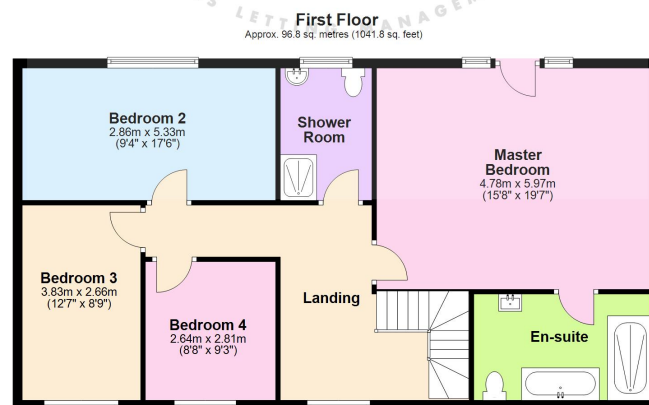 LETTING MANAGE
First Floor
Approx. 96.8 sq. metres (1041.8 sq. feet)
Bedroom 2
2.86m x 5.33m
(9'4" x 17'6")
Shower
Room
Master
Bedroom
4.78m x 5.97m
(15'8" x 19'7")
Bedroom 3
3.83m x 2.66m
(12'7" x 8'9")
Bedroom 4
2.64m x 2.81m
(8'8" x 9'3")
Landing
En-suite